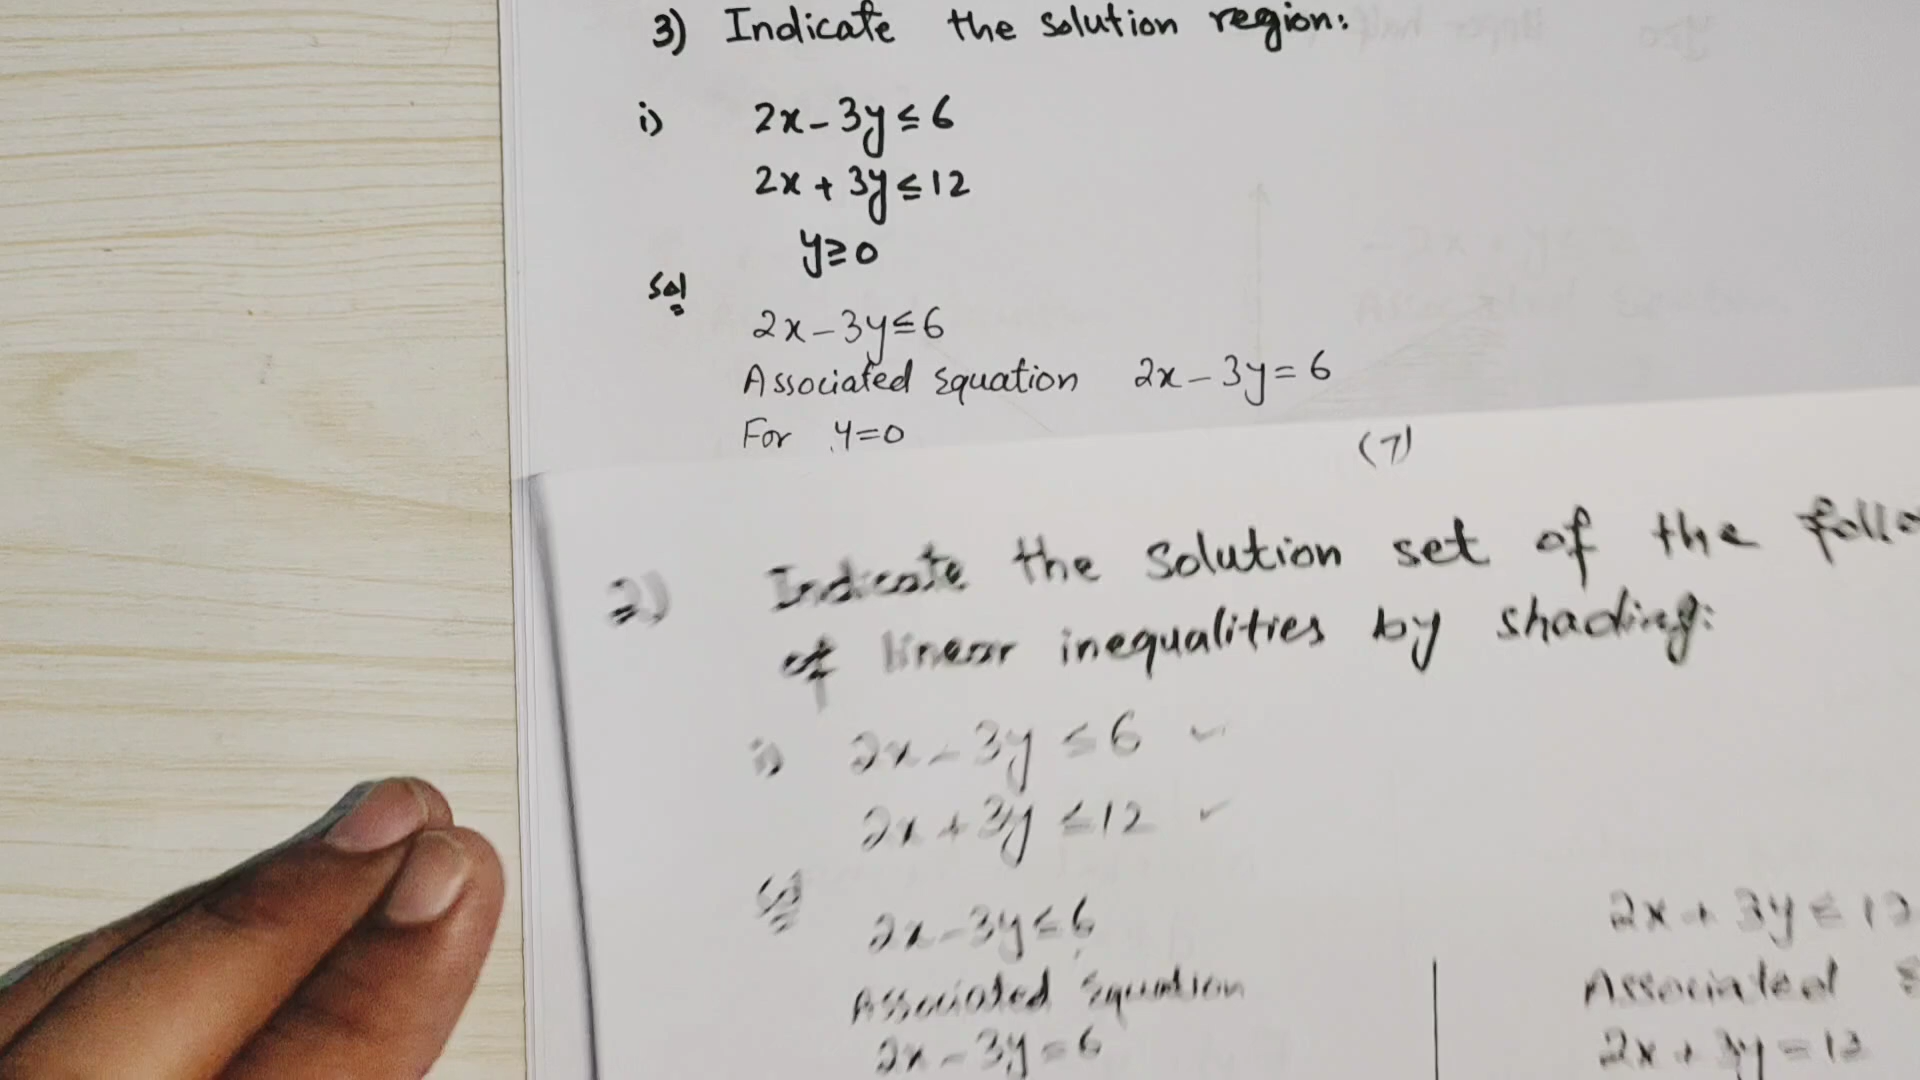 3) Indicate the solution region:
i) 2x-3y≤6
2x+3y≤12
y≥0
Sol
2x-3y≤6
Associated Equation 2x-3y=6
For y=0
(7)
2) Indicate the solution set of the
of linear inequalities by shading:
i) 2x-3y≤6 ✓
2x+3y≤12 ✓
Sol
2x-3y≤6
Associated Equation
2x-3y=6
2x+3y≤12
Associated
2x+3y=12